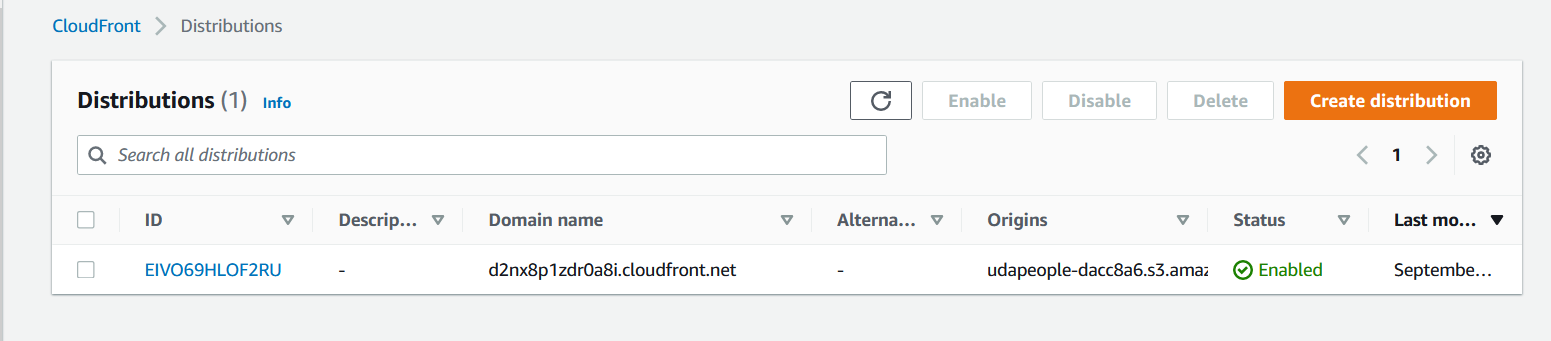 CloudFront > Distributions
Distributions (1) Info
Enable Disable Delete Create distribution
Search all distributions
1
ID Descrip... Domain name Alterna... Origins Status Last mo...
EIVO69HLOF2RU - d2nx8p1zdr0a8i.cloudfront.net - udapeople-dacc8a6.s3.amaz Enabled Septembe...